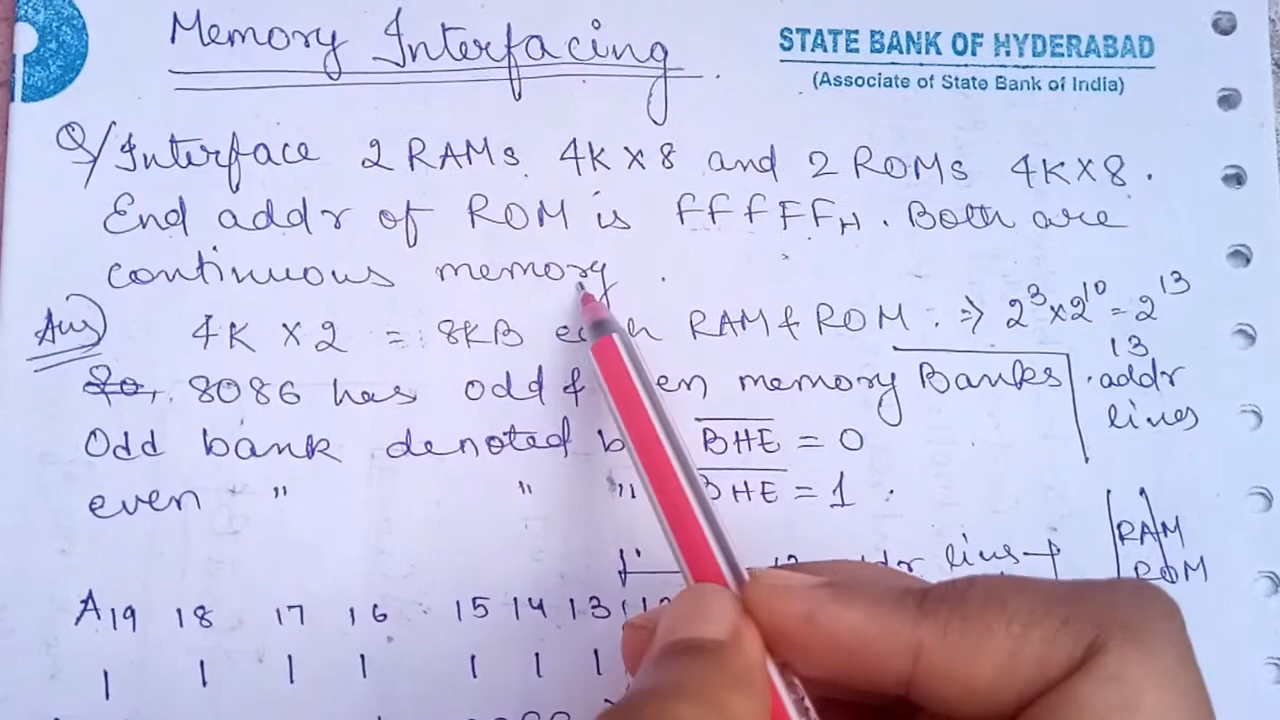 Memory Interfacing
STATE BANK OF HYDERABAD
(Associate of State Bank of India)
Q/ Interface 2 RAMs 4K X 8 and 2 ROMs 4K X 8.
End addr of ROM is FFFFFH. Both are
continuous memory.
Ans) 4K X 2 = 8KB RAM & ROM. ⇒ 2³ x 2¹⁰ = 2¹³
13 addr lines
8086 has odd & memory Banks
Odd bank denoted BHE = 0
even " " " BHE = 1.
addr lines
RAM
ROM
A19 18 17 16 15 14 13
1 1 1 1 1 1 1